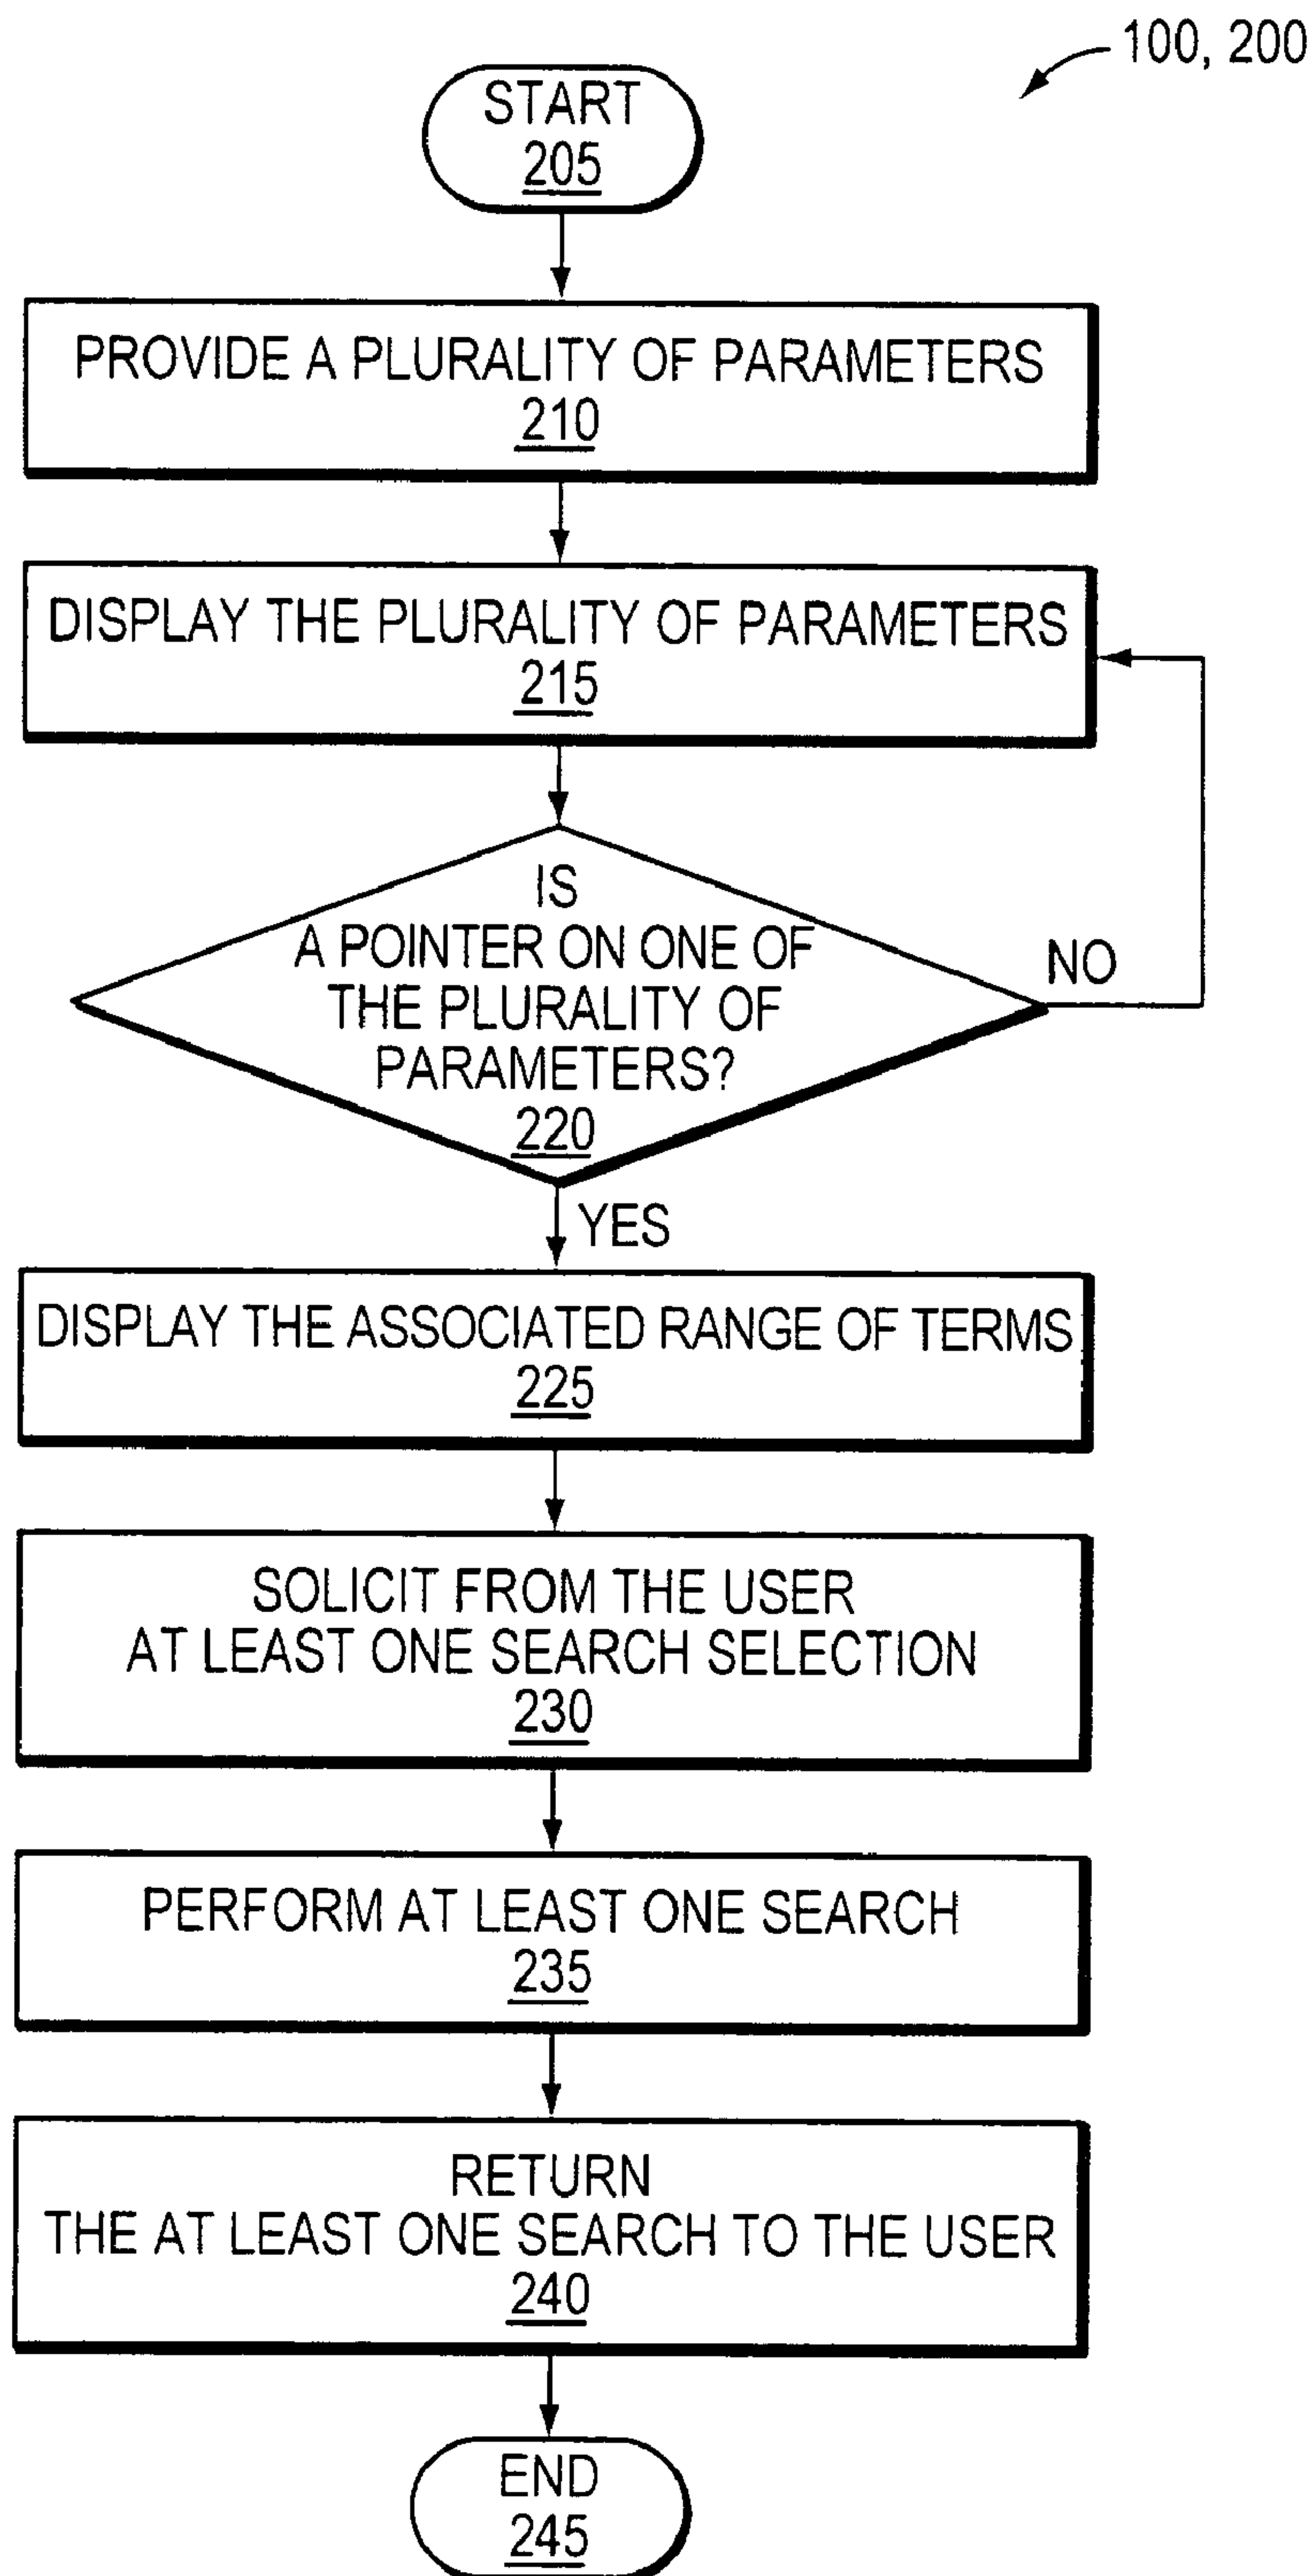 100, 200
START
205
PROVIDE A PLURALITY OF PARAMETERS
210
DISPLAY THE PLURALITY OF PARAMETERS
215
IS
A POINTER ON ONE OF
THE PLURALITY OF
PARAMETERS?
220
NO
YES
DISPLAY THE ASSOCIATED RANGE OF TERMS
225
SOLICIT FROM THE USER
AT LEAST ONE SEARCH SELECTION
230
PERFORM AT LEAST ONE SEARCH
235
RETURN
THE AT LEAST ONE SEARCH TO THE USER
240
END
245